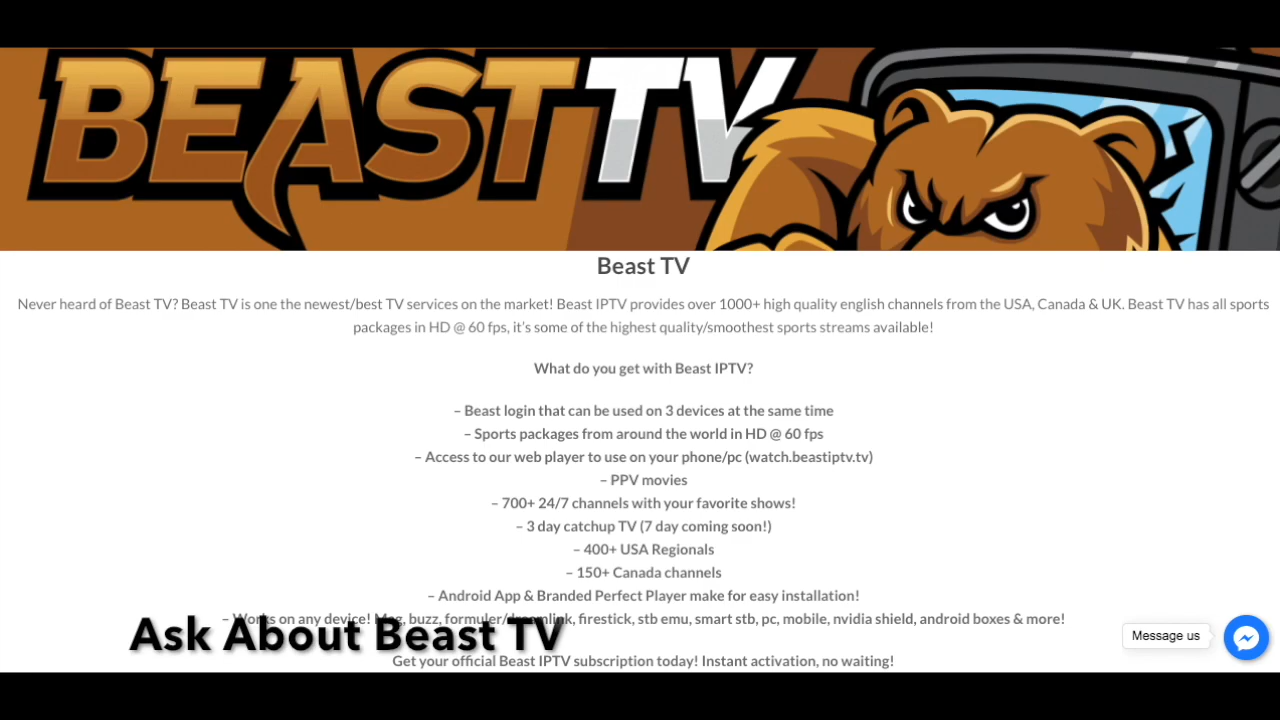 BEASTTV
Beast TV
Never heard of Beast TV? Beast TV is one the newest/best TV services on the market! Beast IPTV provides over 1000+ high quality english channels from the USA, Canada & UK. Beast TV has all sports
packages in HD @ 60 fps, it’s some of the highest quality/smoothest sports streams available!
What do you get with Beast IPTV?
– Beast login that can be used on 3 devices at the same time
– Sports packages from around the world in HD @ 60 fps
– Access to our web player to use on your phone/pc (watch.beastiptv.tv)
– PPV movies
– 700+ 24/7 channels with your favorite shows!
– 3 day catchup TV (7 day coming soon!)
– 400+ USA Regionals
– 150+ Canada channels
– Android App & Branded Perfect Player make for easy installation!
– Works on any device! Mag, buzz, formuler/dreamlink, firestick, stb emu, smart stb, pc, mobile, nvidia shield, android boxes & more!
Ask About Beast TV
Message us
Get your official Beast IPTV subscription today! Instant activation, no waiting!